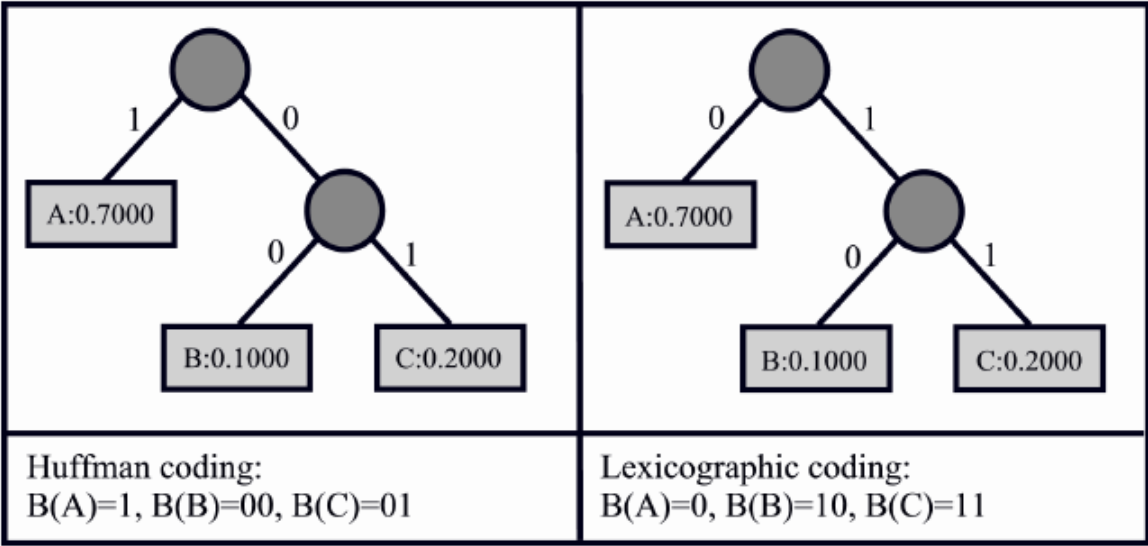 1
0
A:0.7000
0
1
B:0.1000
C:0.2000
Huffman coding:
B(A)=1, B(B)=00, B(C)=01
0
1
A:0.7000
0
1
B:0.1000
C:0.2000
Lexicographic coding:
B(A)=0, B(B)=10, B(C)=11